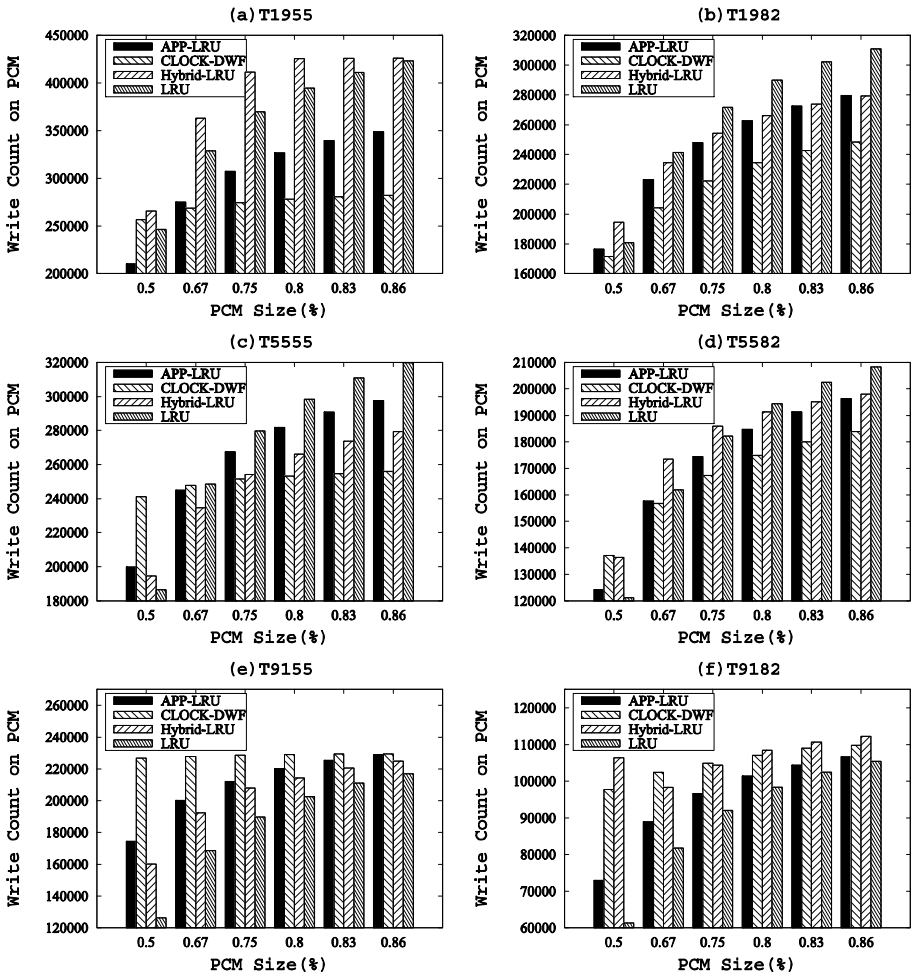 (a)T1955
Write Count on PCM
450000
400000
350000
300000
250000
200000
APP-LRU
CLOCK-DWF
Hybrid-LRU
LRU
0.5 0.67 0.75 0.8 0.83 0.86
PCM Size(%)
(b)T1982
Write Count on PCM
320000
300000
280000
260000
240000
220000
200000
180000
160000
APP-LRU
CLOCK-DWF
Hybrid-LRU
LRU
0.5 0.67 0.75 0.8 0.83 0.86
PCM Size(%)
(c)T5555
Write Count on PCM
320000
300000
280000
260000
240000
220000
200000
180000
APP-LRU
CLOCK-DWF
Hybrid-LRU
LRU
0.5 0.67 0.75 0.8 0.83 0.86
PCM Size(%)
(d)T5582
Write Count on PCM
210000
200000
190000
180000
170000
160000
150000
140000
130000
120000
APP-LRU
CLOCK-DWF
Hybrid-LRU
LRU
0.5 0.67 0.75 0.8 0.83 0.86
PCM Size(%)
(e)T9155
Write Count on PCM
260000
240000
220000
200000
180000
160000
140000
120000
APP-LRU
CLOCK-DWF
Hybrid-LRU
LRU
0.5 0.67 0.75 0.8 0.83 0.86
PCM Size(%)
(f)T9182
Write Count on PCM
120000
110000
100000
90000
80000
70000
60000
APP-LRU
CLOCK-DWF
Hybrid-LRU
LRU
0.5 0.67 0.75 0.8 0.83 0.86
PCM Size(%)